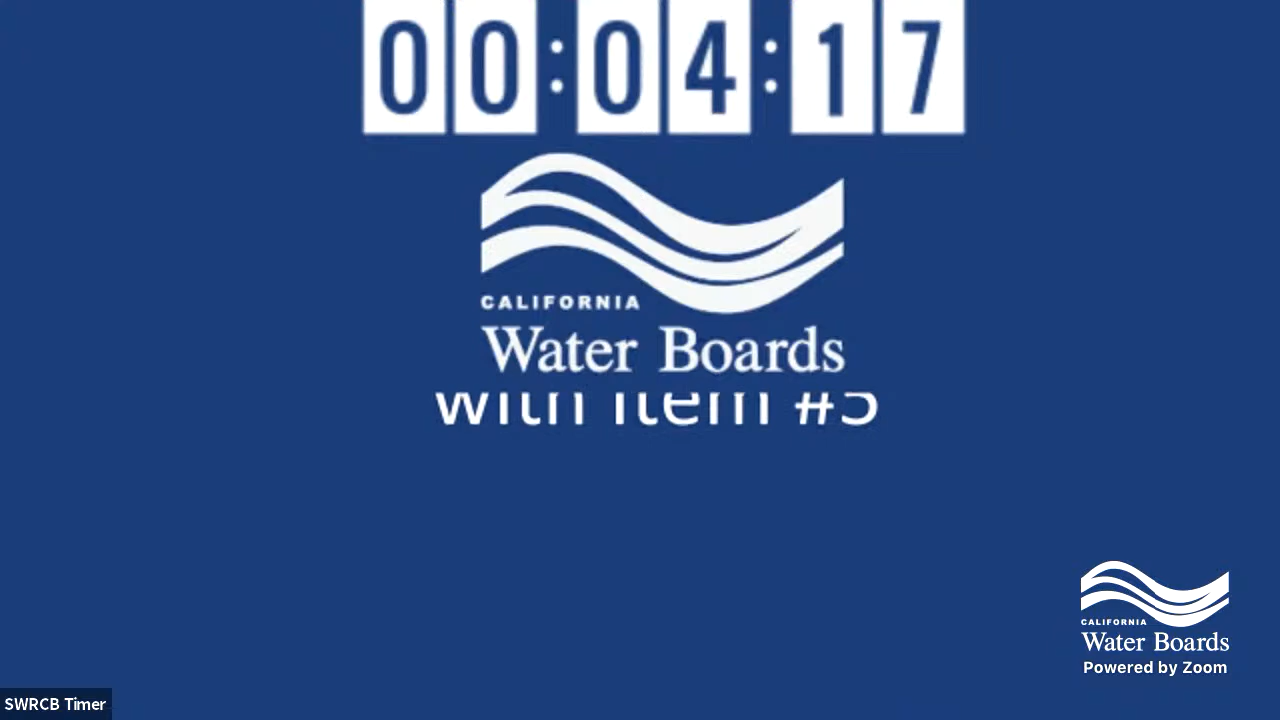 00:04:17
CALIFORNIA
Water Boards
with Item #5
CALIFORNIA
Water Boards
Powered by Zoom
SWRCB Timer